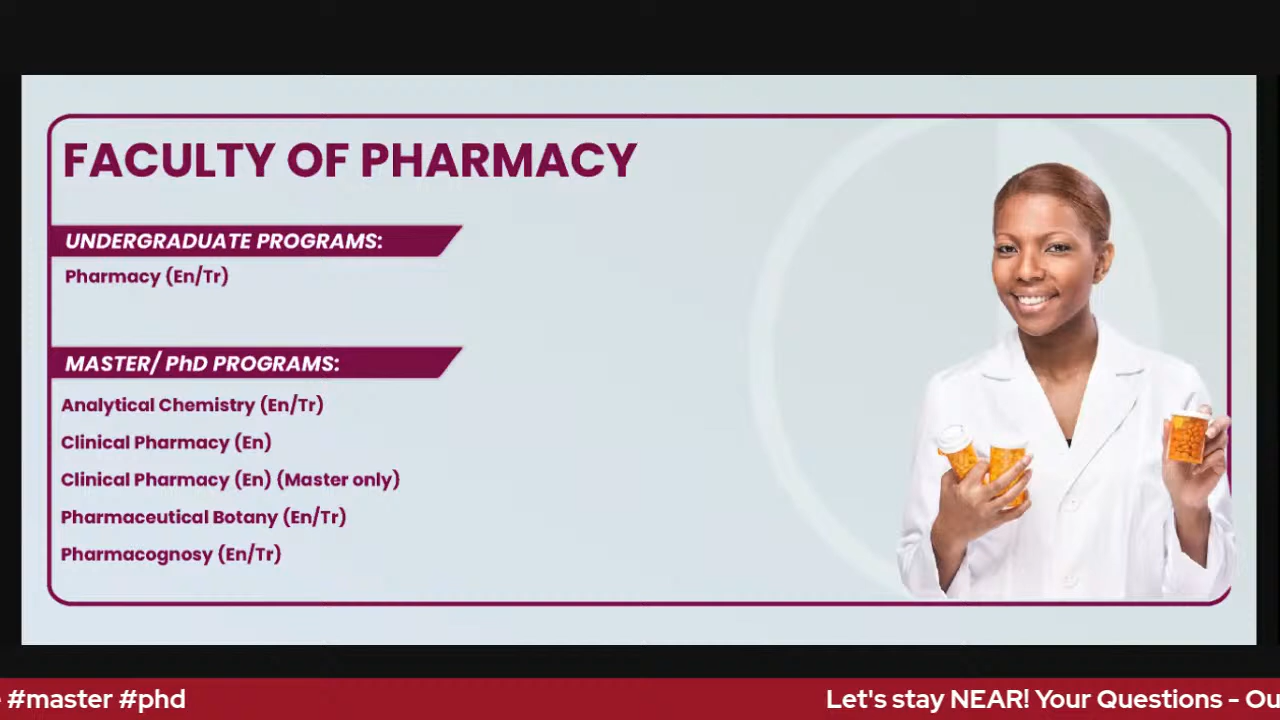 FACULTY OF PHARMACY
UNDERGRADUATE PROGRAMS:
Pharmacy (En/Tr)
MASTER/ PhD PROGRAMS:
Analytical Chemistry (En/Tr)
Clinical Pharmacy (En)
Clinical Pharmacy (En) (Master only)
Pharmaceutical Botany (En/Tr)
Pharmacognosy (En/Tr)
#master #phd
Let's stay NEAR! Your Questions -